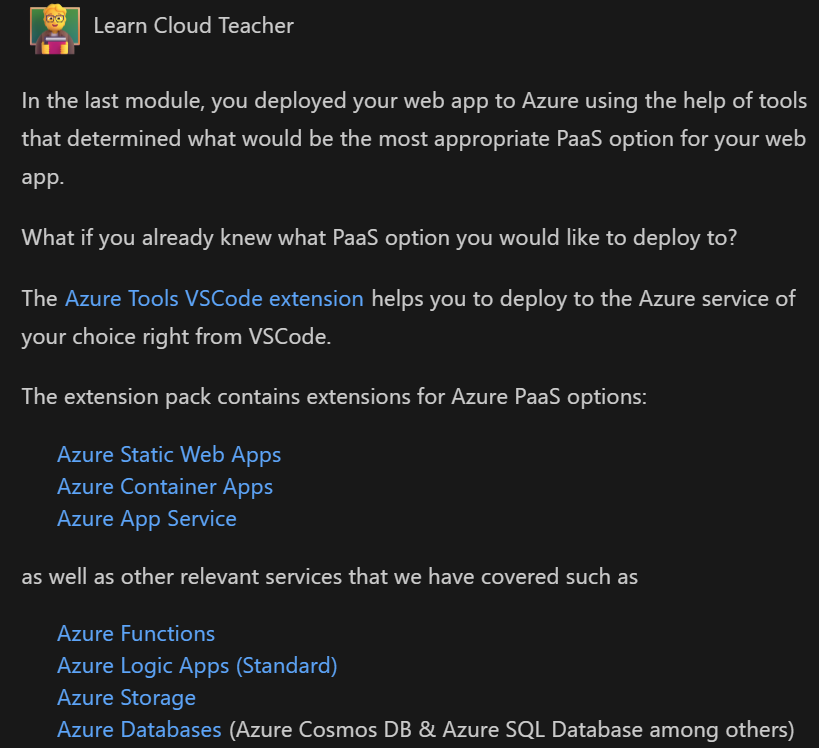 Learn Cloud Teacher
In the last module, you deployed your web app to Azure using the help of tools
that determined what would be the most appropriate PaaS option for your web
app.
What if you already knew what PaaS option you would like to deploy to?
The Azure Tools VSCode extension helps you to deploy to the Azure service of
your choice right from VSCode.
The extension pack contains extensions for Azure PaaS options:
Azure Static Web Apps
Azure Container Apps
Azure App Service
as well as other relevant services that we have covered such as
Azure Functions
Azure Logic Apps (Standard)
Azure Storage
Azure Databases (Azure Cosmos DB & Azure SQL Database among others)